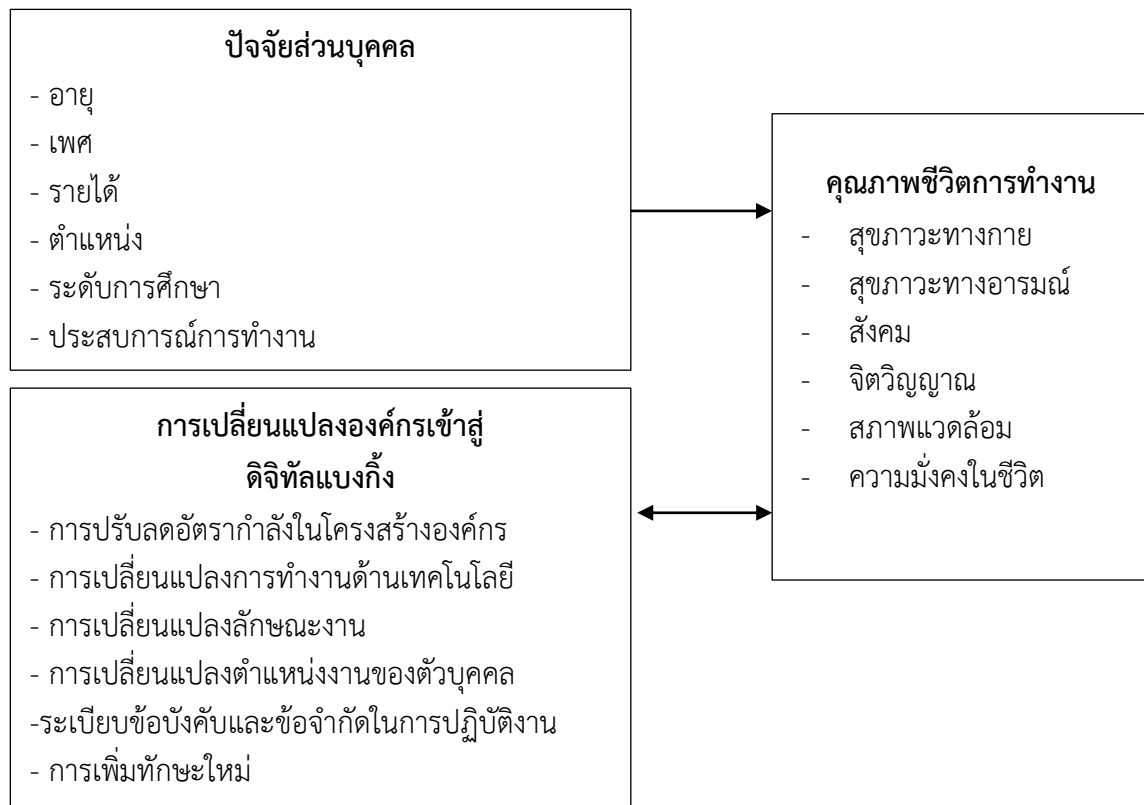 ปัจจัยส่วนบุคคล
- อายุ
- เพศ
- รายได้
- ตำแหน่ง
- ระดับการศึกษา
- ประสบการณ์การทำงาน
การเปลี่ยนแปลงองค์กรเข้าสู่
ดิจิทัลแบงกิ้ง
- การปรับลดอัตรากำลังในโครงสร้างองค์กร
- การเปลี่ยนแปลงการทำงานด้านเทคโนโลยี
- การเปลี่ยนแปลงลักษณะงาน
- การเปลี่ยนแปลงตำแหน่งงานของตัวบุคคล
-ระเบียบข้อบังคับและข้อจำกัดในการปฏิบัติงาน
- การเพิ่มทักษะใหม่
คุณภาพชีวิตการทำงาน
- สุขภาวะทางกาย
- สุขภาวะทางอารมณ์
- สังคม
- จิตวิญญาณ
- สภาพแวดล้อม
- ความมั่งคงในชีวิต